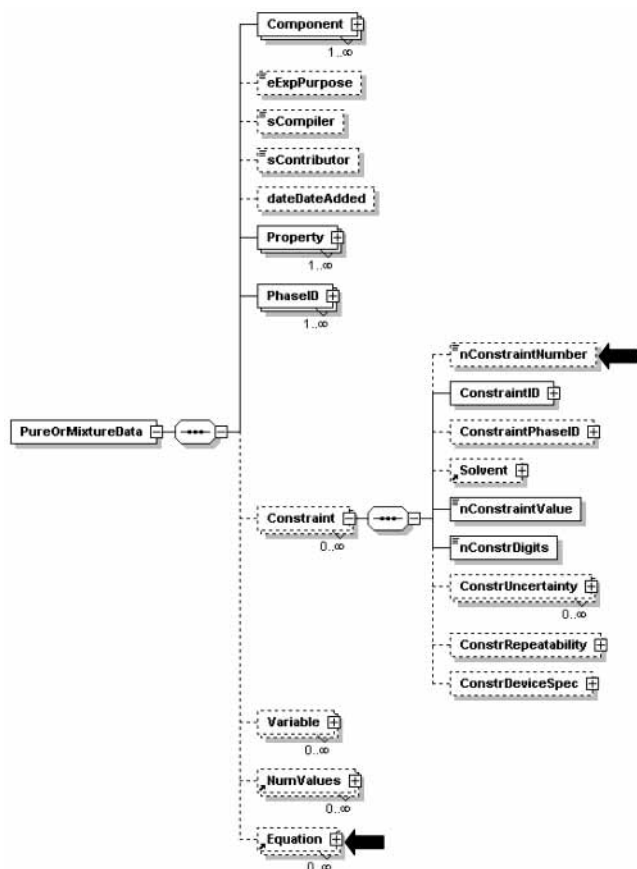 Component
1..∞
eExpPurpose
sCompiler
sContributor
dateDateAdded
Property
1..∞
PhaseID
1..∞
PureOrMixtureData
Constraint
0..∞
nConstraintNumber
ConstraintID
ConstraintPhaseID
Solvent
nConstraintValue
nConstrDigits
ConstrUncertainty
0..∞
ConstrRepeatability
ConstrDeviceSpec
Variable
0..∞
NumValues
0..∞
Equation
0..∞